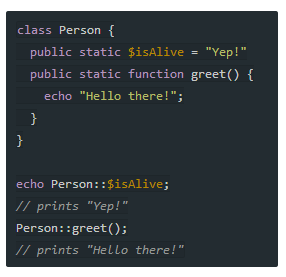 class Person {
  public static $isAlive = "Yep!"
  public static function greet() {
    echo "Hello there!";
  }
}

echo Person::$isAlive;
// prints "Yep!"
Person::greet();
// prints "Hello there!"